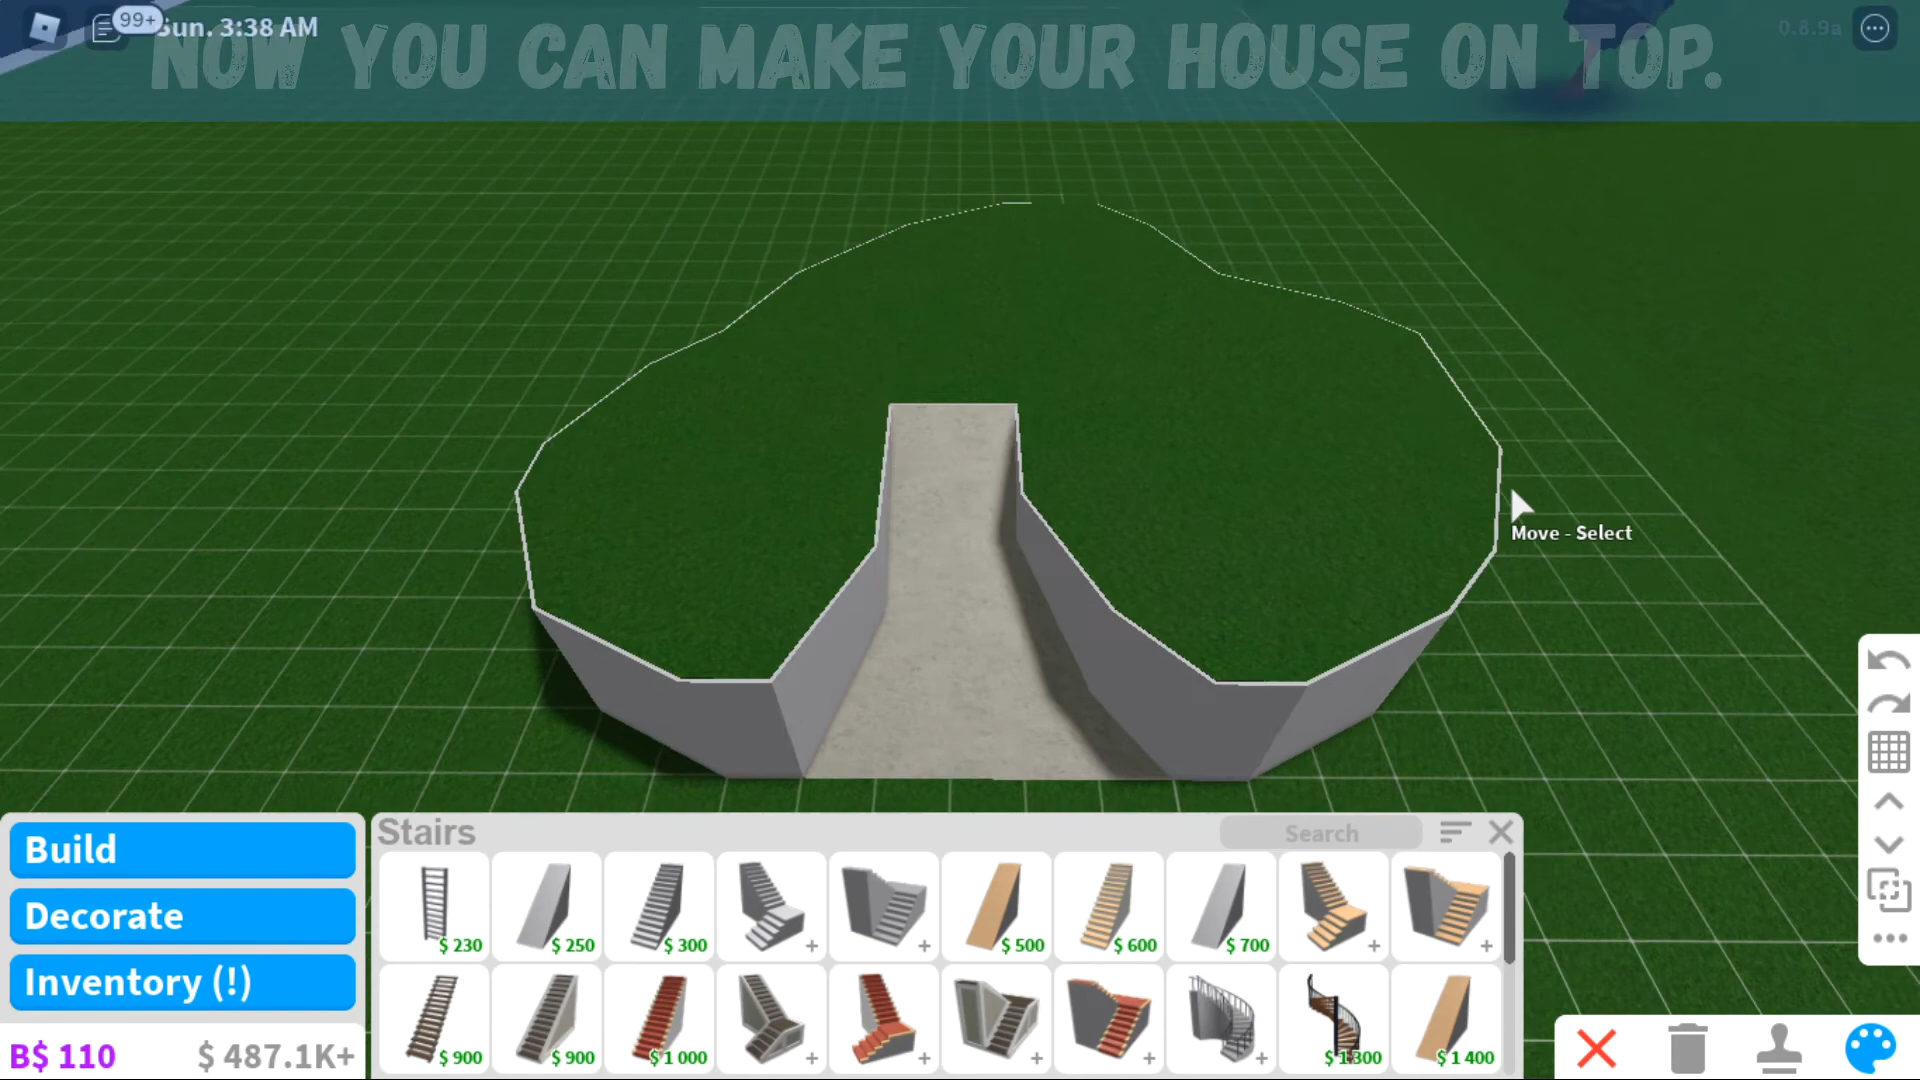 99+
Sun. 3:38 AM
0.8.9a
NOW YOU CAN MAKE YOUR HOUSE ON TOP.
Move - Select
Build
Decorate
Inventory (!)
B$ 110
$ 487.1K+
Stairs
Search
$ 230
$ 250
$ 300
+
+
$ 500
$ 600
$ 700
+
+
$ 900
$ 900
$ 1 000
+
+
+
+
+
$ 1 300
$ 1 400